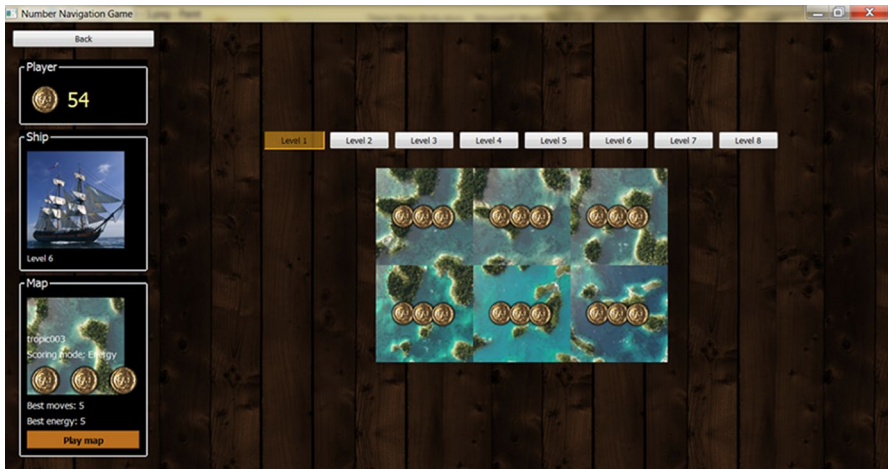 Number Navigation Game
Back
Player
54
Ship
Level 6
Map
tropic003
Scoring mode: Energy
Best moves: 5
Best energy: 5
Play map
Level 1 Level 2 Level 3 Level 4 Level 5 Level 6 Level 7 Level 8